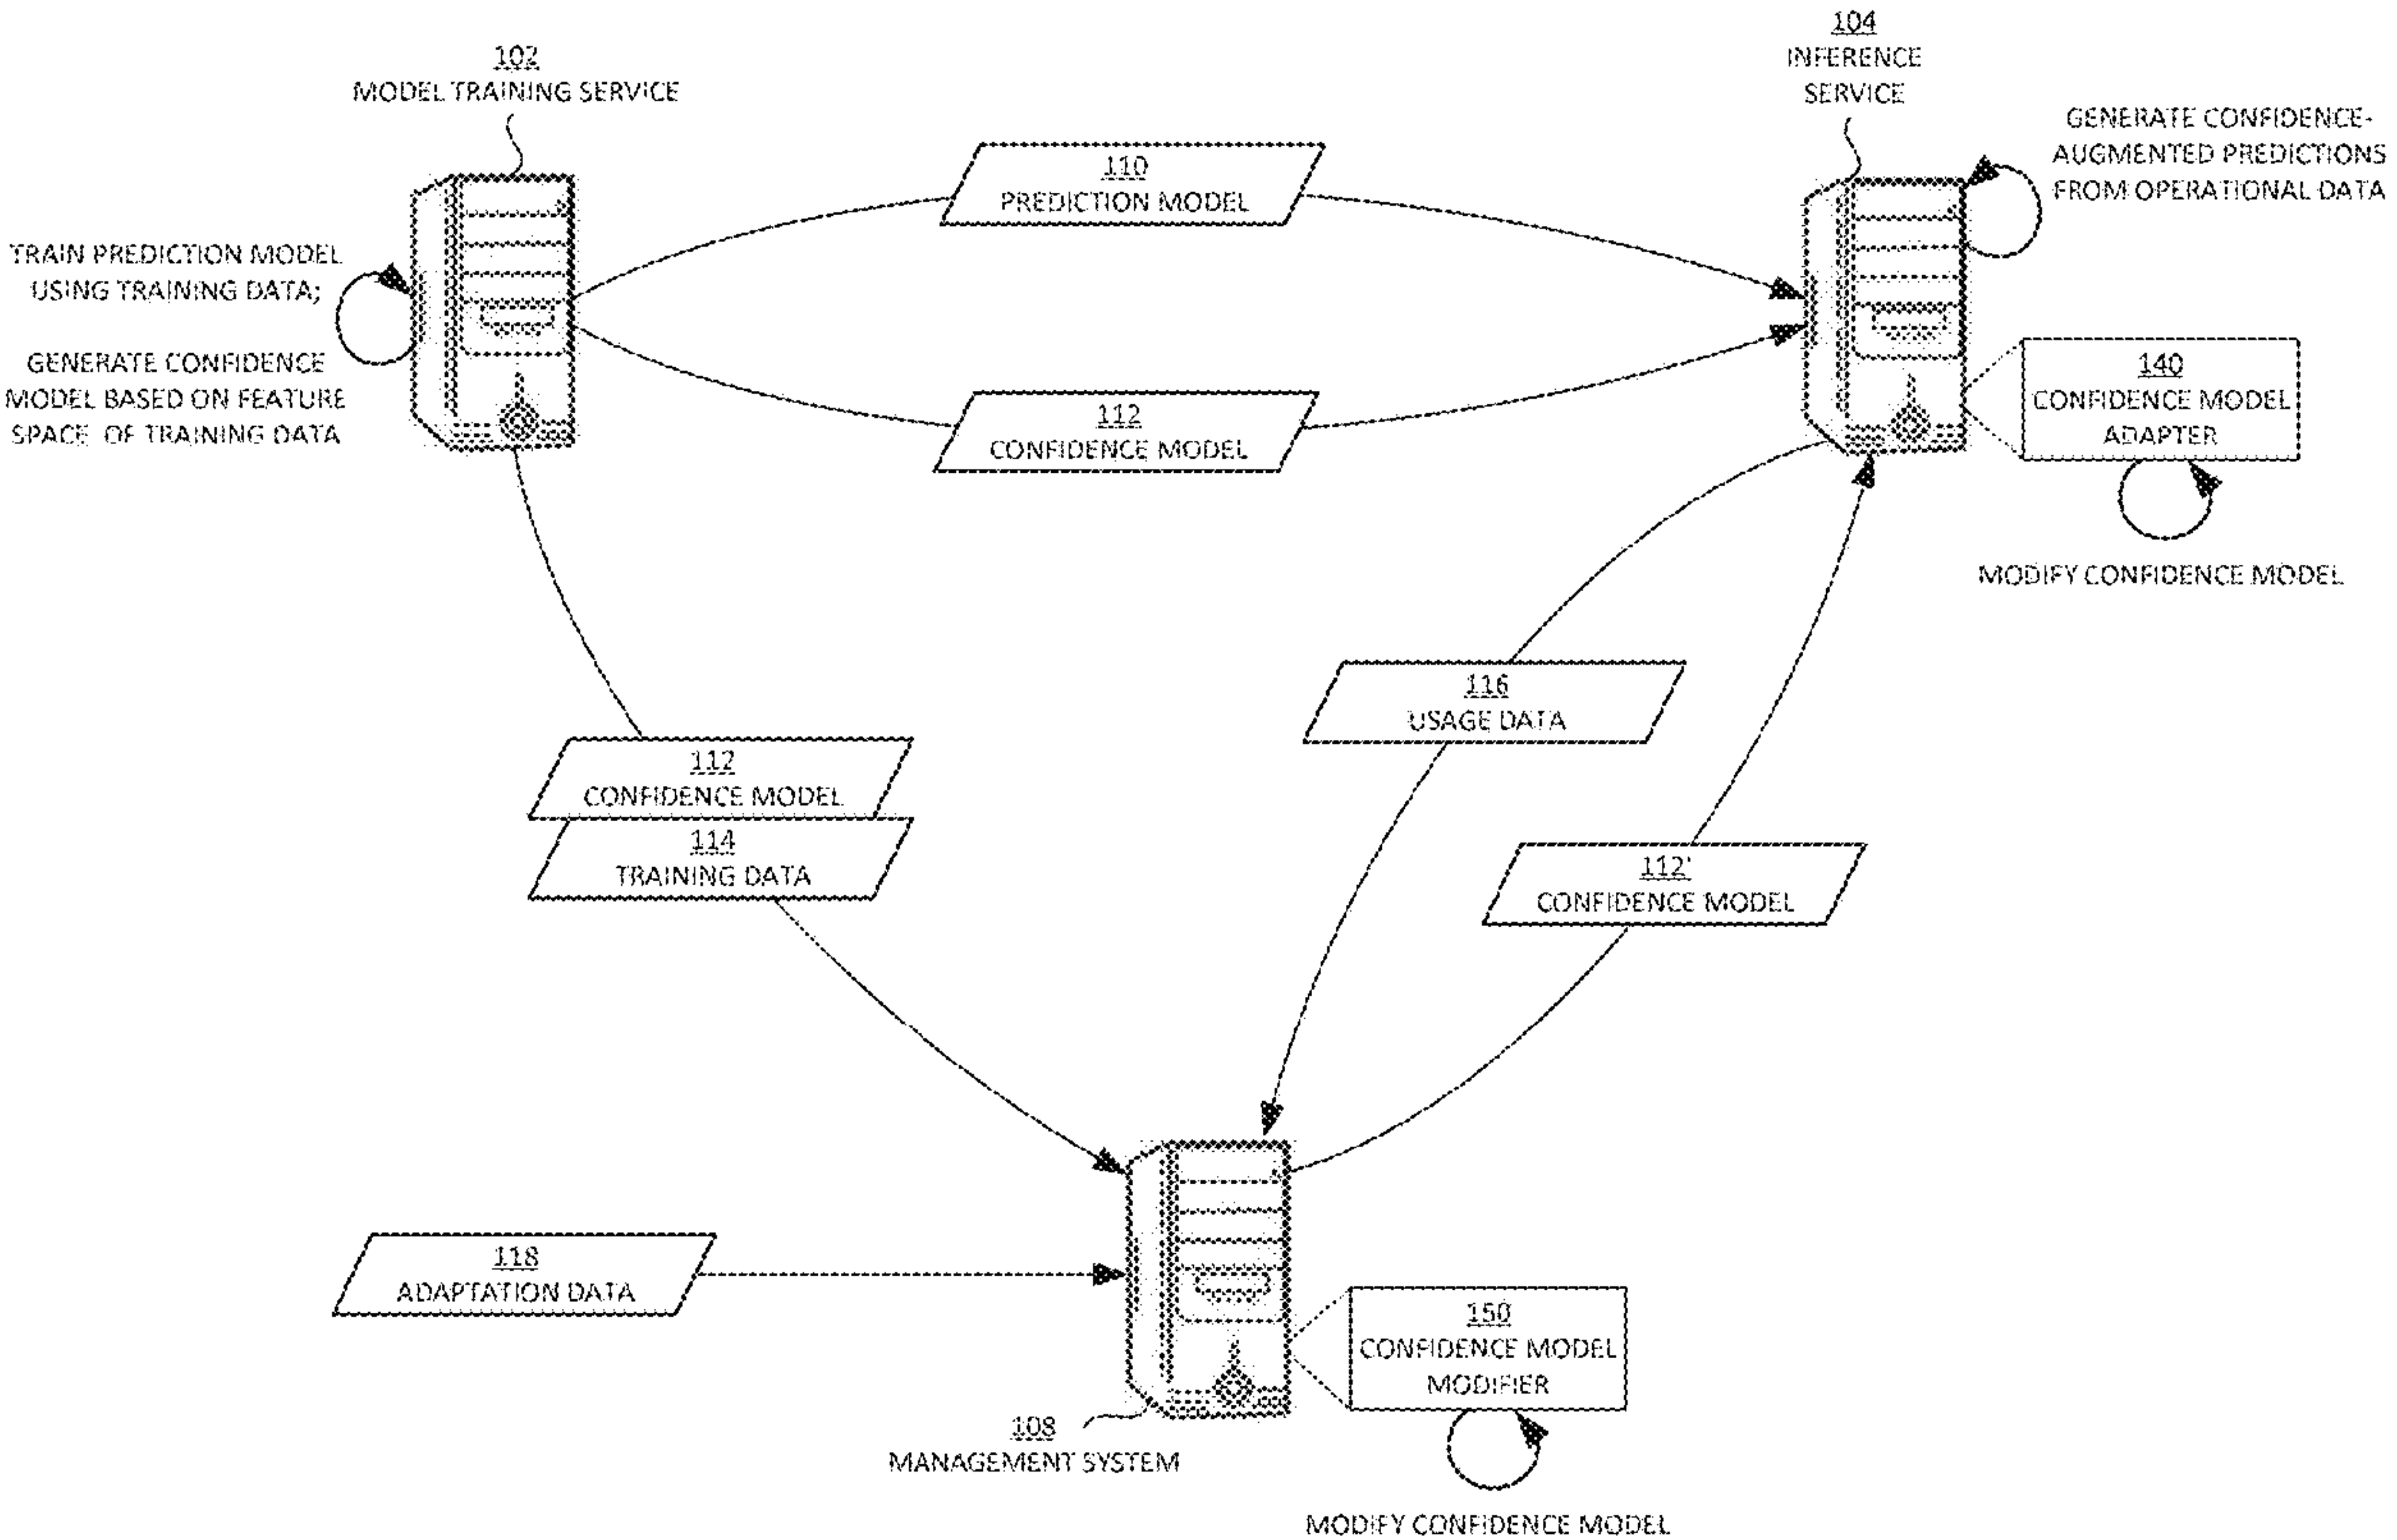 102
MODEL TRAINING SERVICE
104
INFERENCE
SERVICE
GENERATE CONFIDENCE-
AUGMENTED PREDICTIONS
FROM OPERATIONAL DATA
110
PREDICTION MODEL
TRAIN PREDICTION MODEL
USING TRAINING DATA;
GENERATE CONFIDENCE
MODEL BASED ON FEATURE
SPACE OF TRAINING DATA
112
CONFIDENCE MODEL
140
CONFIDENCE MODEL
ADAPTER
MODIFY CONFIDENCE MODEL
116
USAGE DATA
112
CONFIDENCE MODEL
114
TRAINING DATA
112'
CONFIDENCE MODEL
118
ADAPTATION DATA
150
CONFIDENCE MODEL
MODIFIER
108
MANAGEMENT SYSTEM
MODIFY CONFIDENCE MODEL